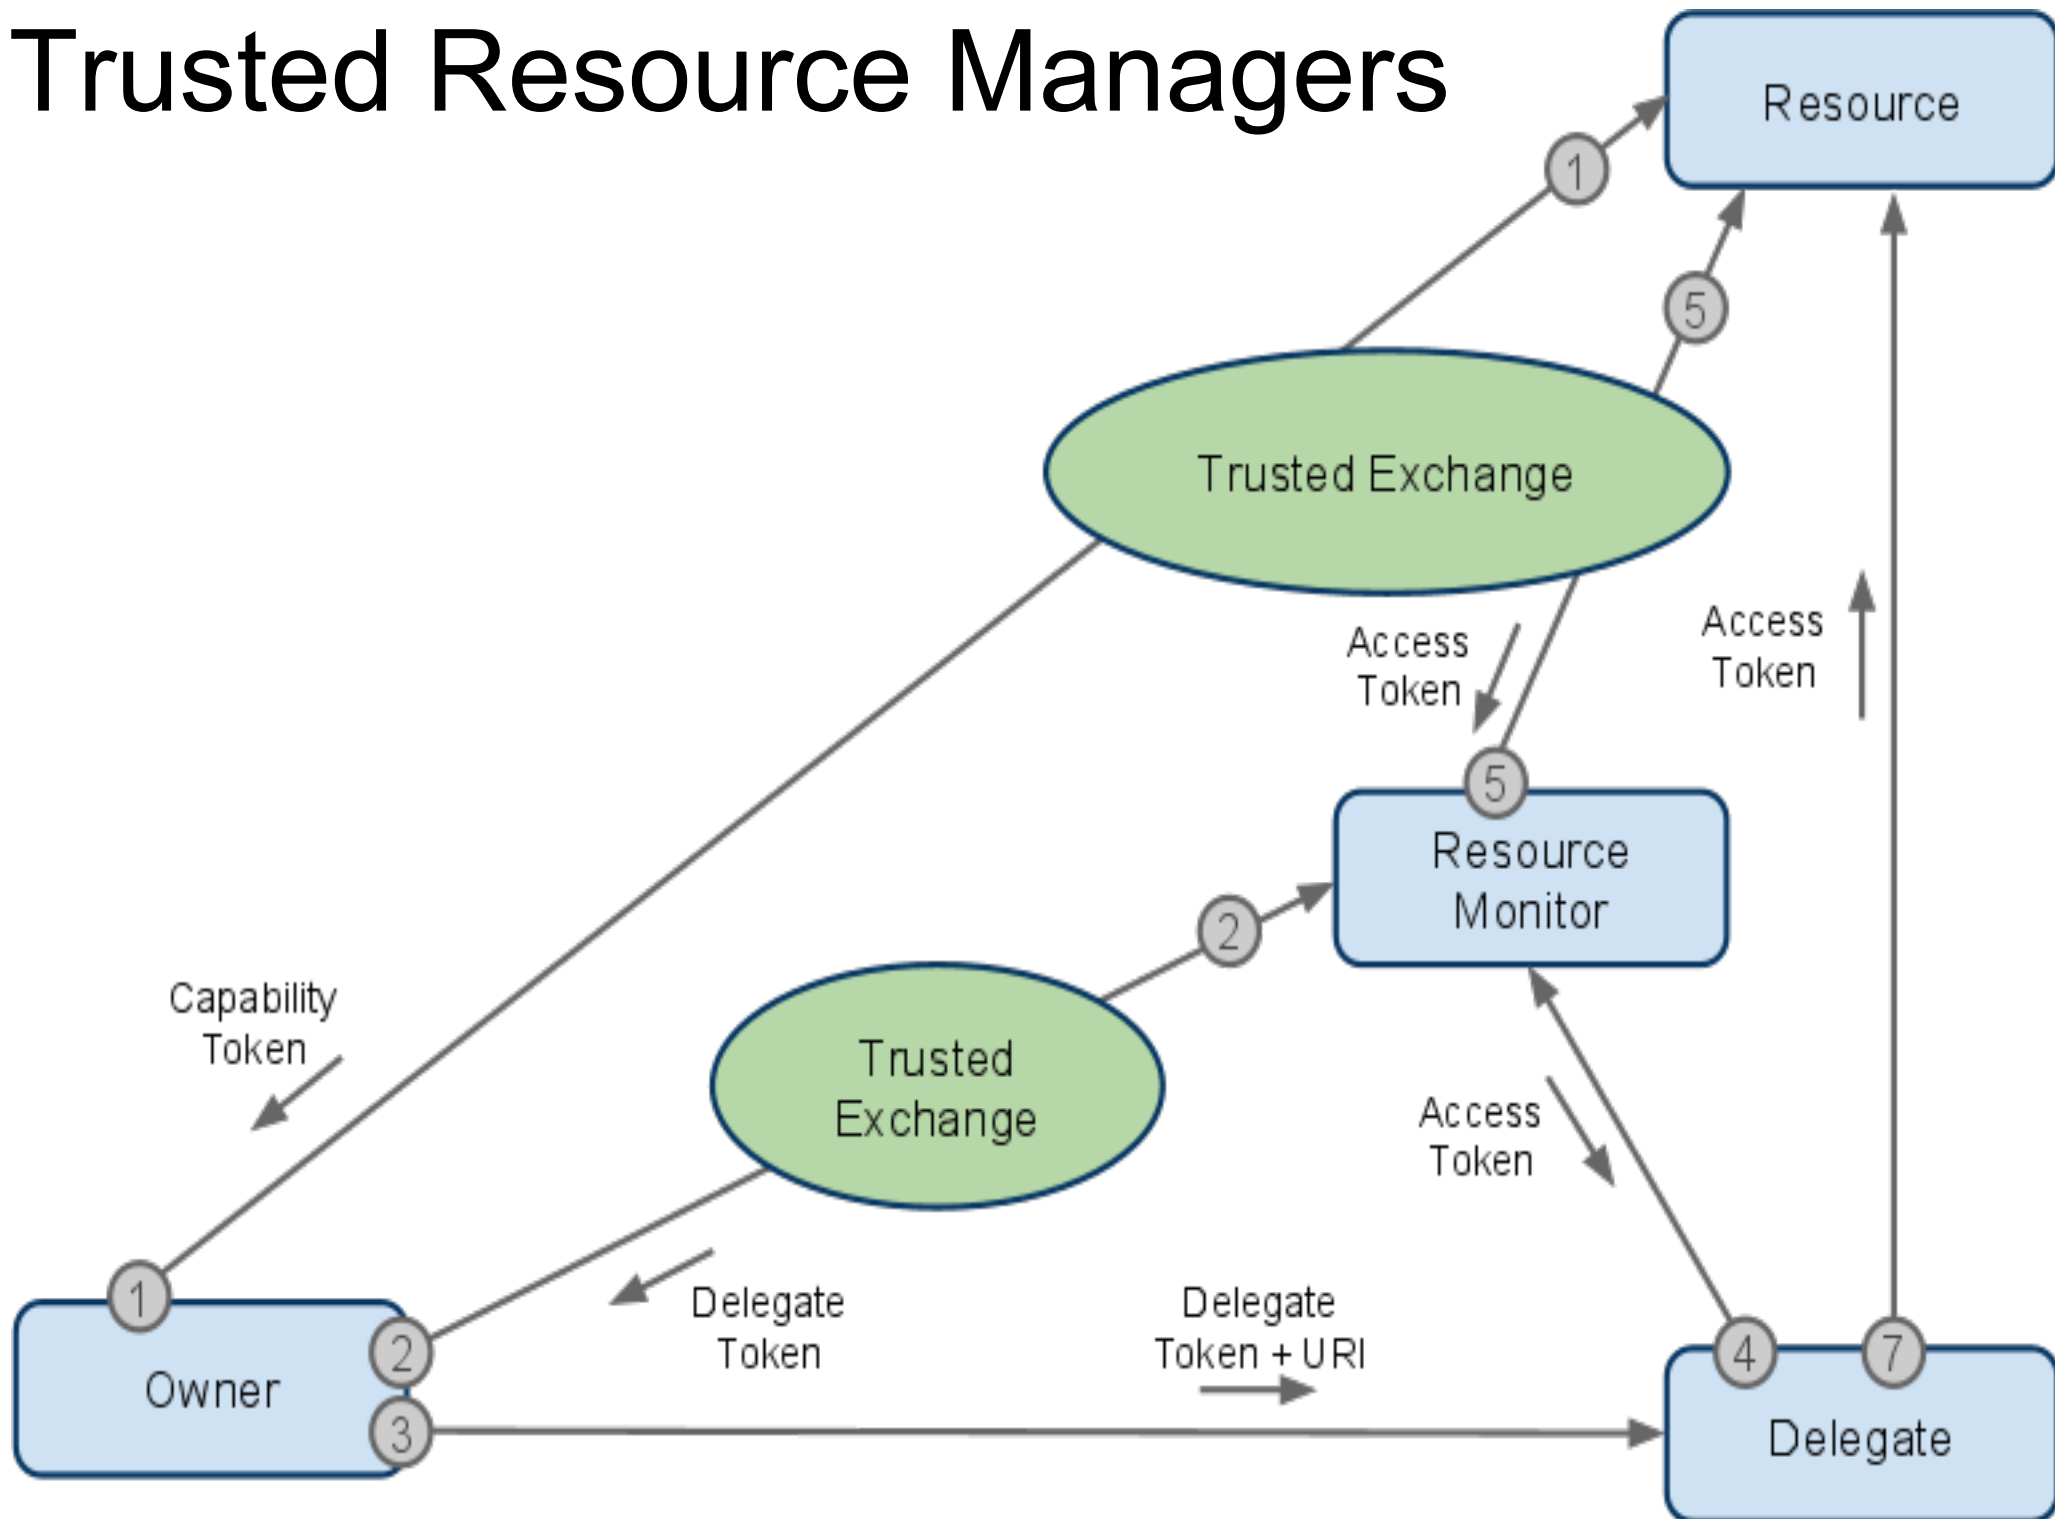 Trusted Resource Managers
Resource
1
5
Trusted Exchange
Access
Token
Access
Token
5
Resource
Monitor
2
Capability
Token
Trusted
Exchange
Access
Token
1
Delegate
Token
Delegate
Token + URI
2
4
7
Owner
3
Delegate